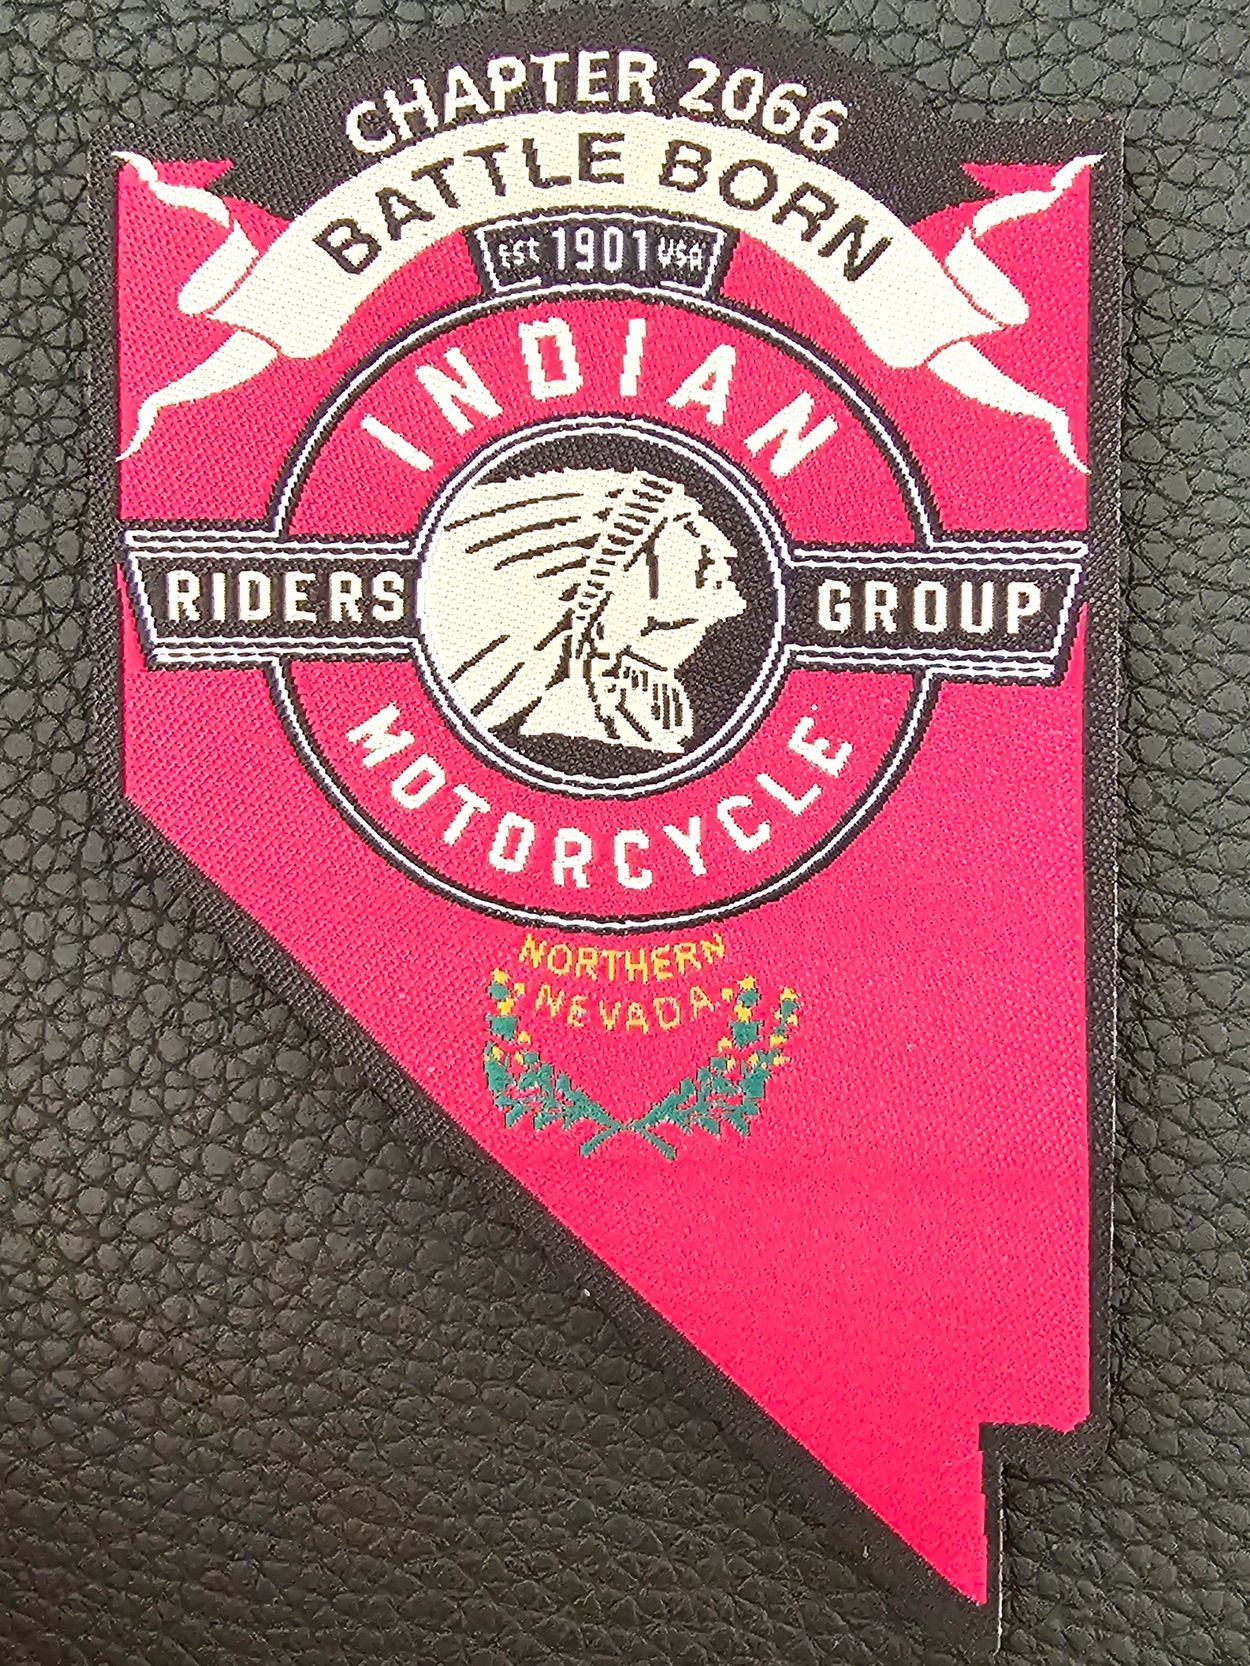 CHAPTER 2066
BATTLE BORN
Est 1901 USA
INDIAN
RIDERS GROUP
MOTORCYCLE
NORTHERN
NEVADA